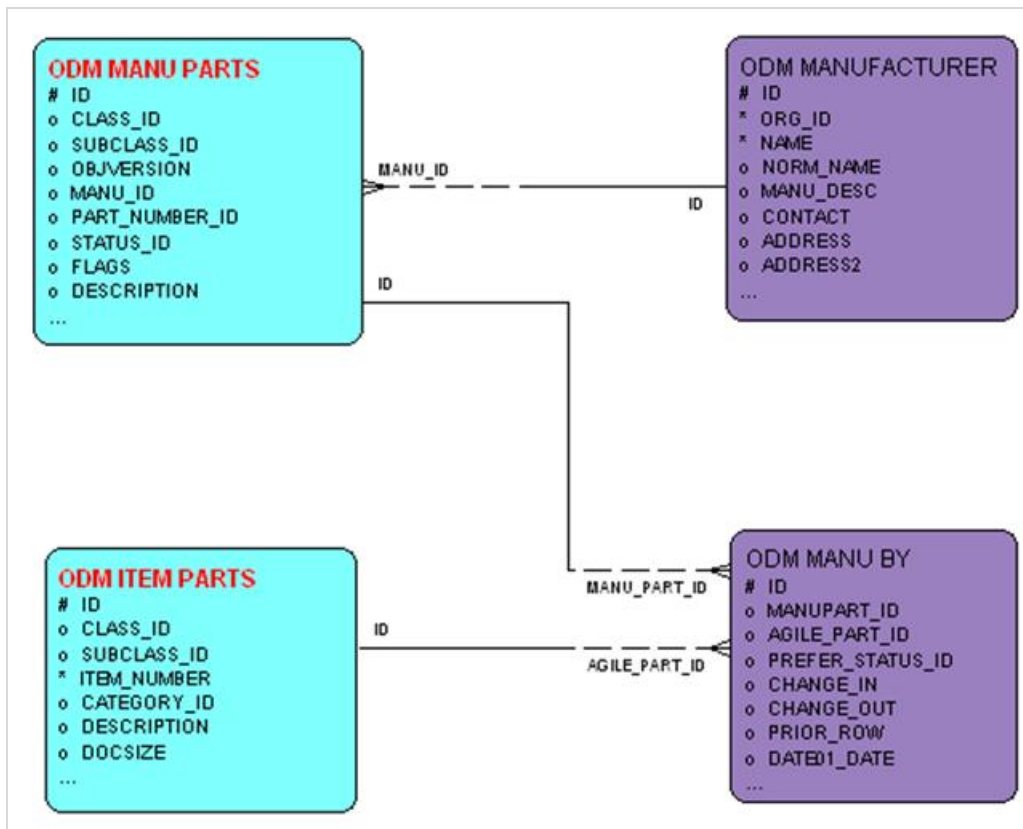 ODM MANU PARTS
# ID
o CLASS_ID
o SUBCLASS_ID
o OBJVERSION
o MANU_ID
o PART_NUMBER_ID
o STATUS_ID
o FLAGS
o DESCRIPTION
...
MANU_ID
ID
ODM MANUFACTURER
# ID
* ORG_ID
* NAME
o NORM_NAME
o MANU_DESC
o CONTACT
o ADDRESS
o ADDRESS2
...
ID
MANU_PART_ID
ODM ITEM PARTS
# ID
o CLASS_ID
o SUBCLASS_ID
* ITEM_NUMBER
o CATEGORY_ID
o DESCRIPTION
o DOCSIZE
...
ID
AGILE_PART_ID
ODM MANU BY
# ID
o MANUPART_ID
o AGILE_PART_ID
o PREFER_STATUS_ID
o CHANGE_IN
o CHANGE_OUT
o PRIOR_ROW
o DATE01_DATE
...